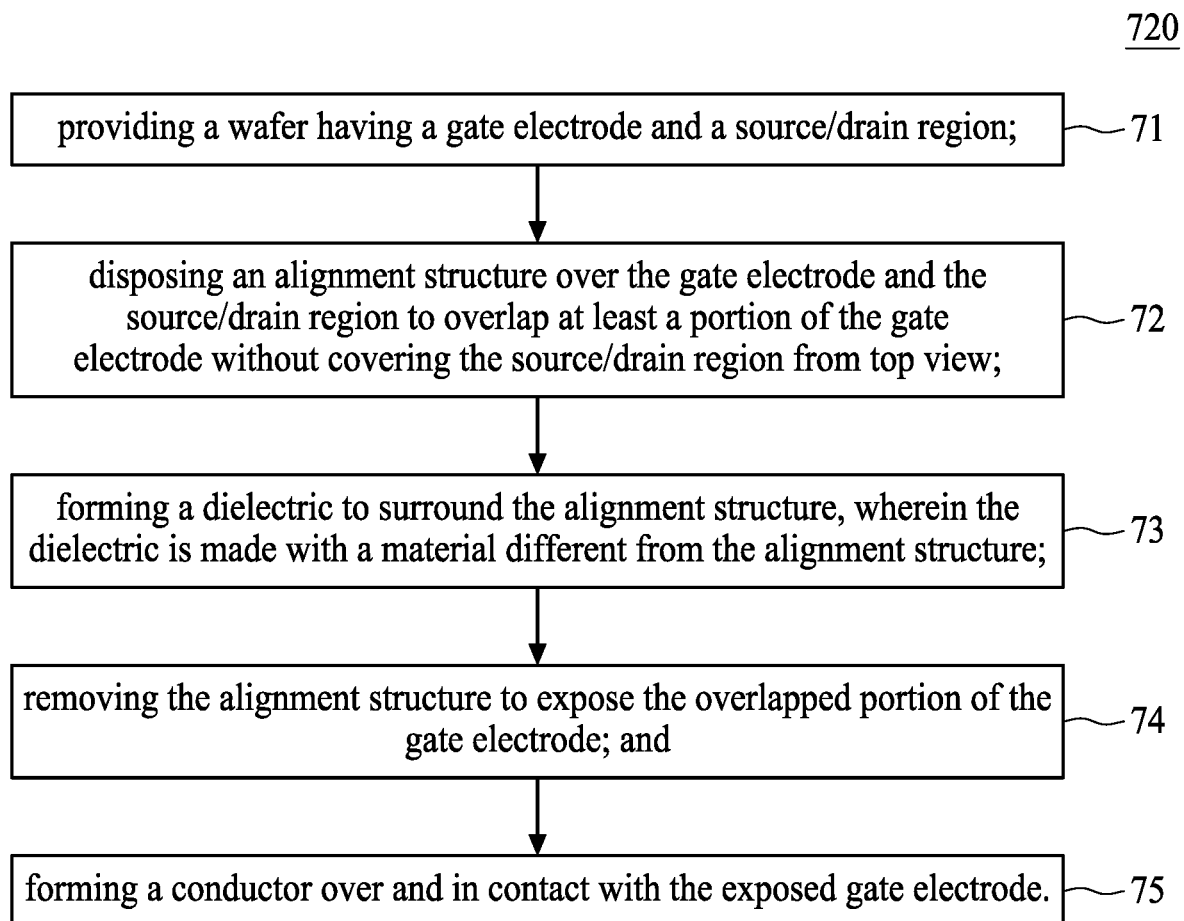 720
providing a wafer having a gate electrode and a source/drain region;
71
disposing an alignment structure over the gate electrode and the
source/drain region to overlap at least a portion of the gate
electrode without covering the source/drain region from top view;
72
forming a dielectric to surround the alignment structure, wherein the
dielectric is made with a material different from the alignment structure;
73
removing the alignment structure to expose the overlapped portion of the
gate electrode; and
74
forming a conductor over and in contact with the exposed gate electrode.
75